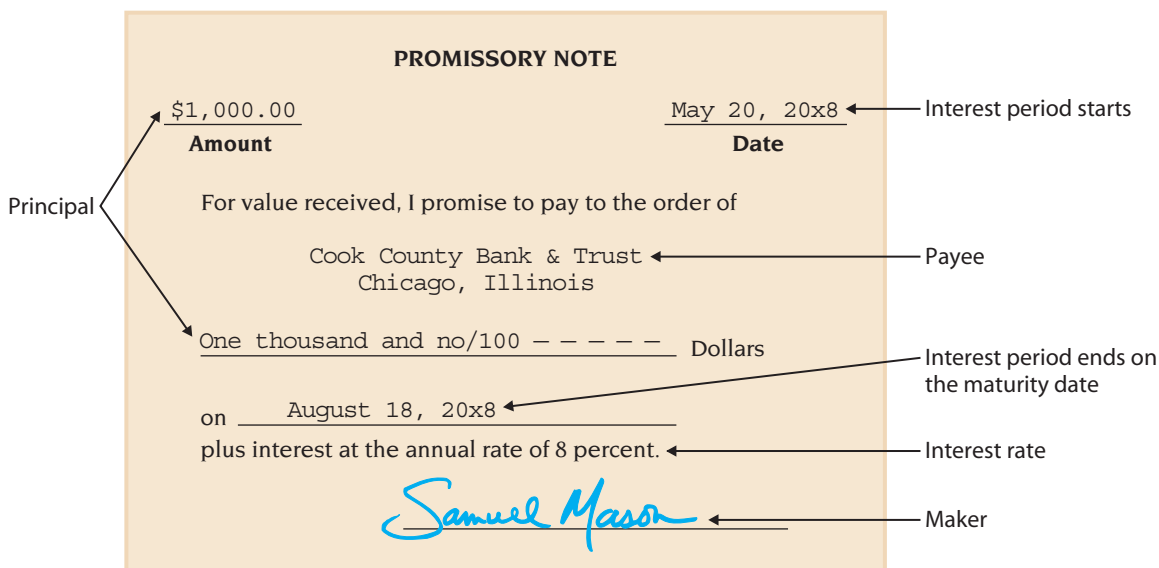 PROMISSORY NOTE
$1,000.00 May 20, 20x8 Interest period starts
Amount Date
Principal For value received, I promise to pay to the order of
Cook County Bank & Trust Payee
Chicago, Illinois
One thousand and no/100 — — — — — Dollars
Interest period ends on
the maturity date
on August 18, 20x8
plus interest at the annual rate of 8 percent. Interest rate
Samuel Mason Maker